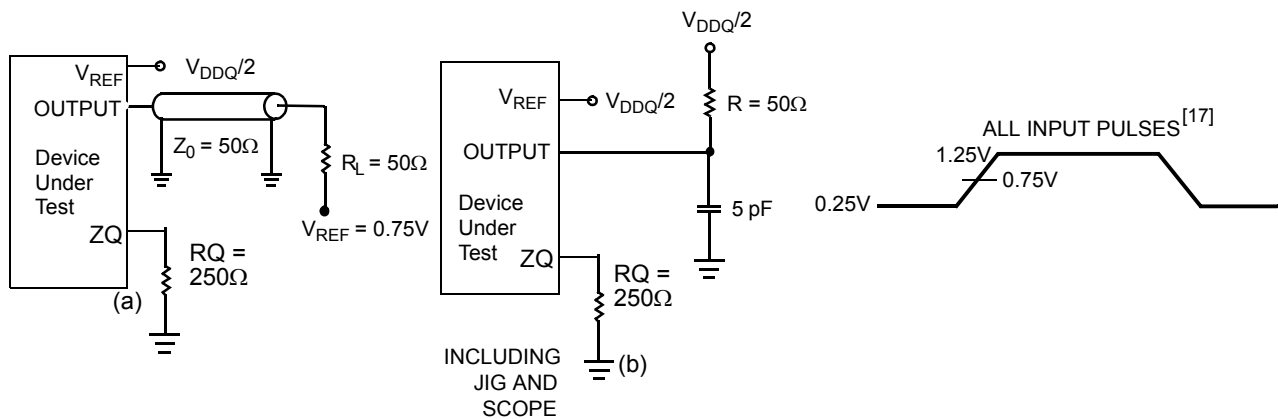 V_REF
V_DDQ/2
OUTPUT
Z_0 = 50Ω
Device
Under
Test
R_L = 50Ω
V_REF = 0.75V
ZQ
RQ =
250Ω
(a)
V_DDQ/2
R = 50Ω
V_REF
V_DDQ/2
OUTPUT
Device
Under
Test
5 pF
ZQ
RQ =
250Ω
(b)
INCLUDING
JIG AND
SCOPE
ALL INPUT PULSES[17]
1.25V
0.75V
0.25V